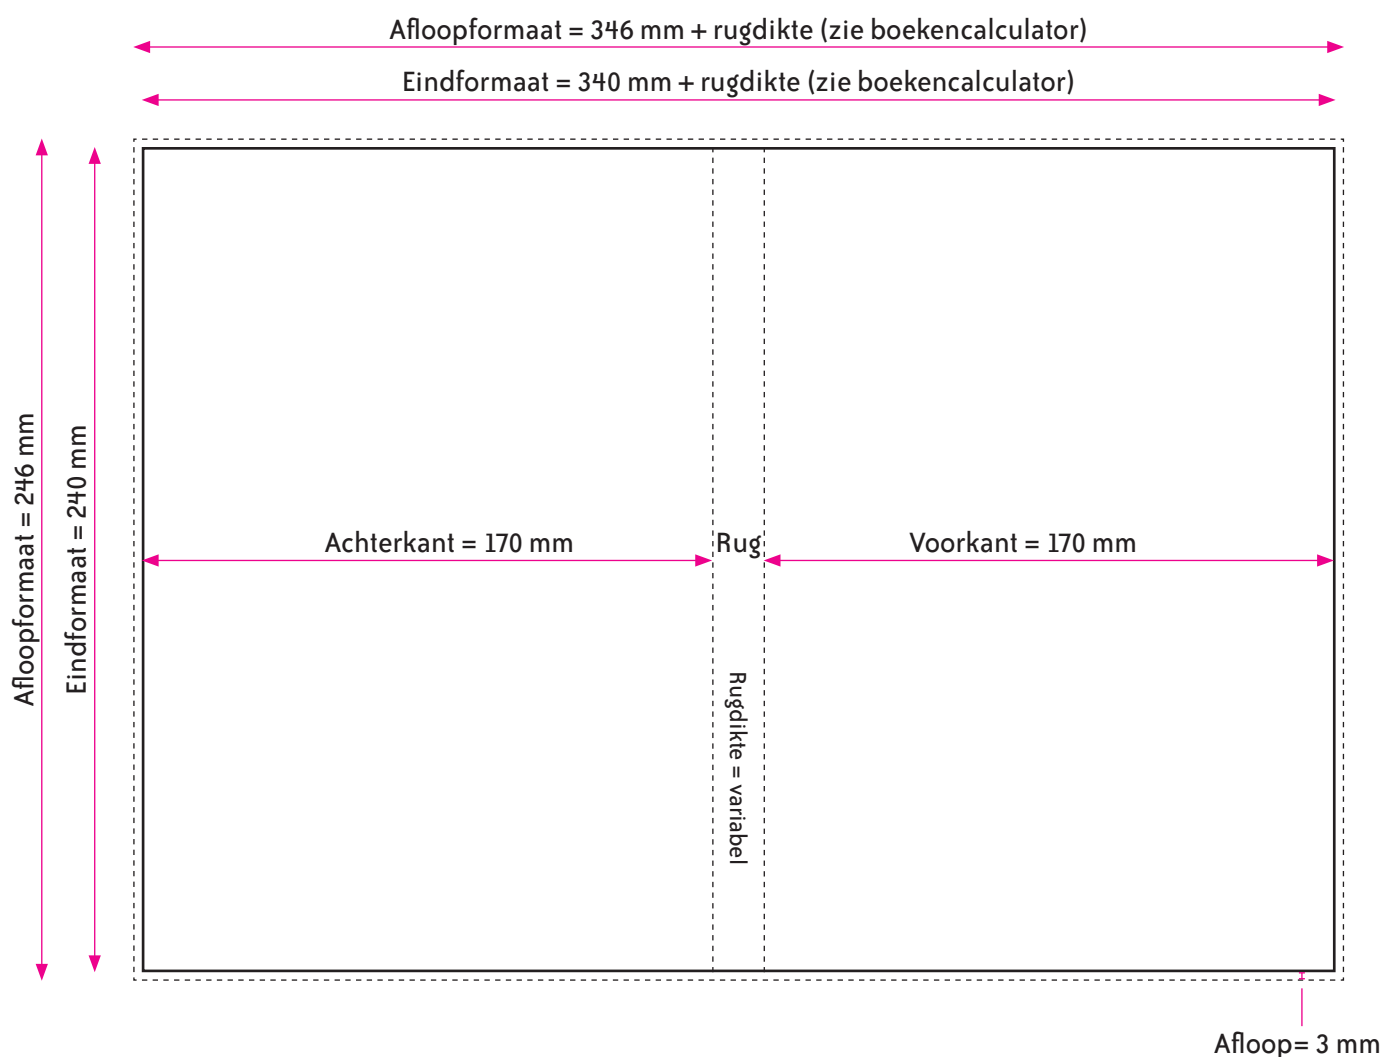 Afloopformaat = 346 mm + rugdikte (zie boekencalculator)
Eindformaat = 340 mm + rugdikte (zie boekencalculator)
Afloopformaat = 246 mm
Eindformaat = 240 mm
Achterkant = 170 mm
Rug
Voorkant = 170 mm
Rugdikte = variabel
Afloop= 3 mm